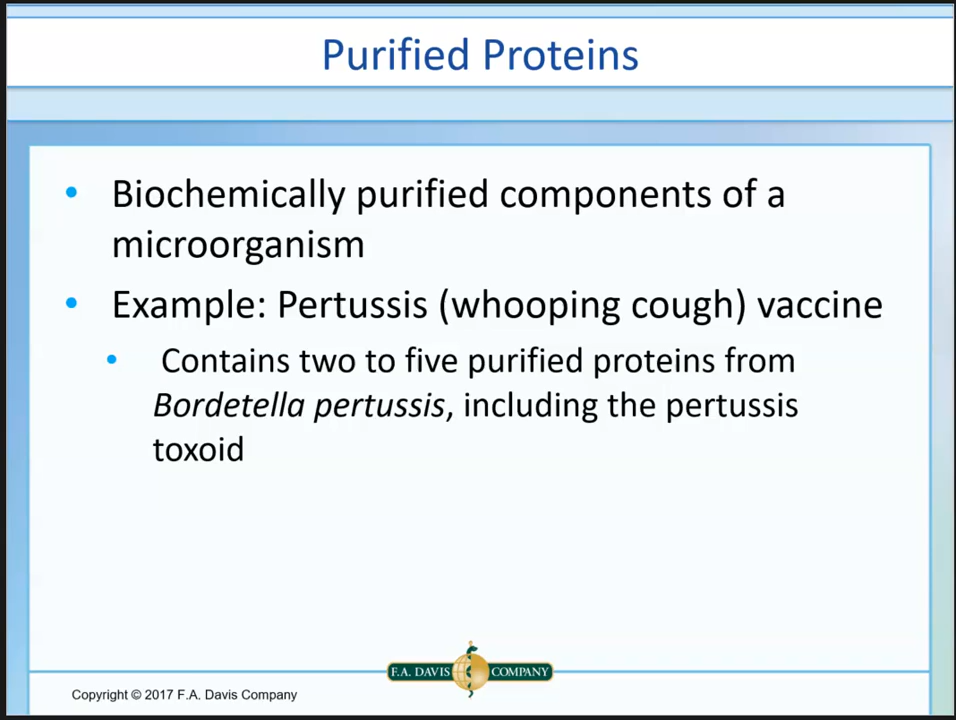 Purified Proteins
• Biochemically purified components of a
microorganism
• Example: Pertussis (whooping cough) vaccine
• Contains two to five purified proteins from
Bordetella pertussis, including the pertussis
toxoid
F.A. DAVIS COMPANY
Copyright © 2017 F.A. Davis Company